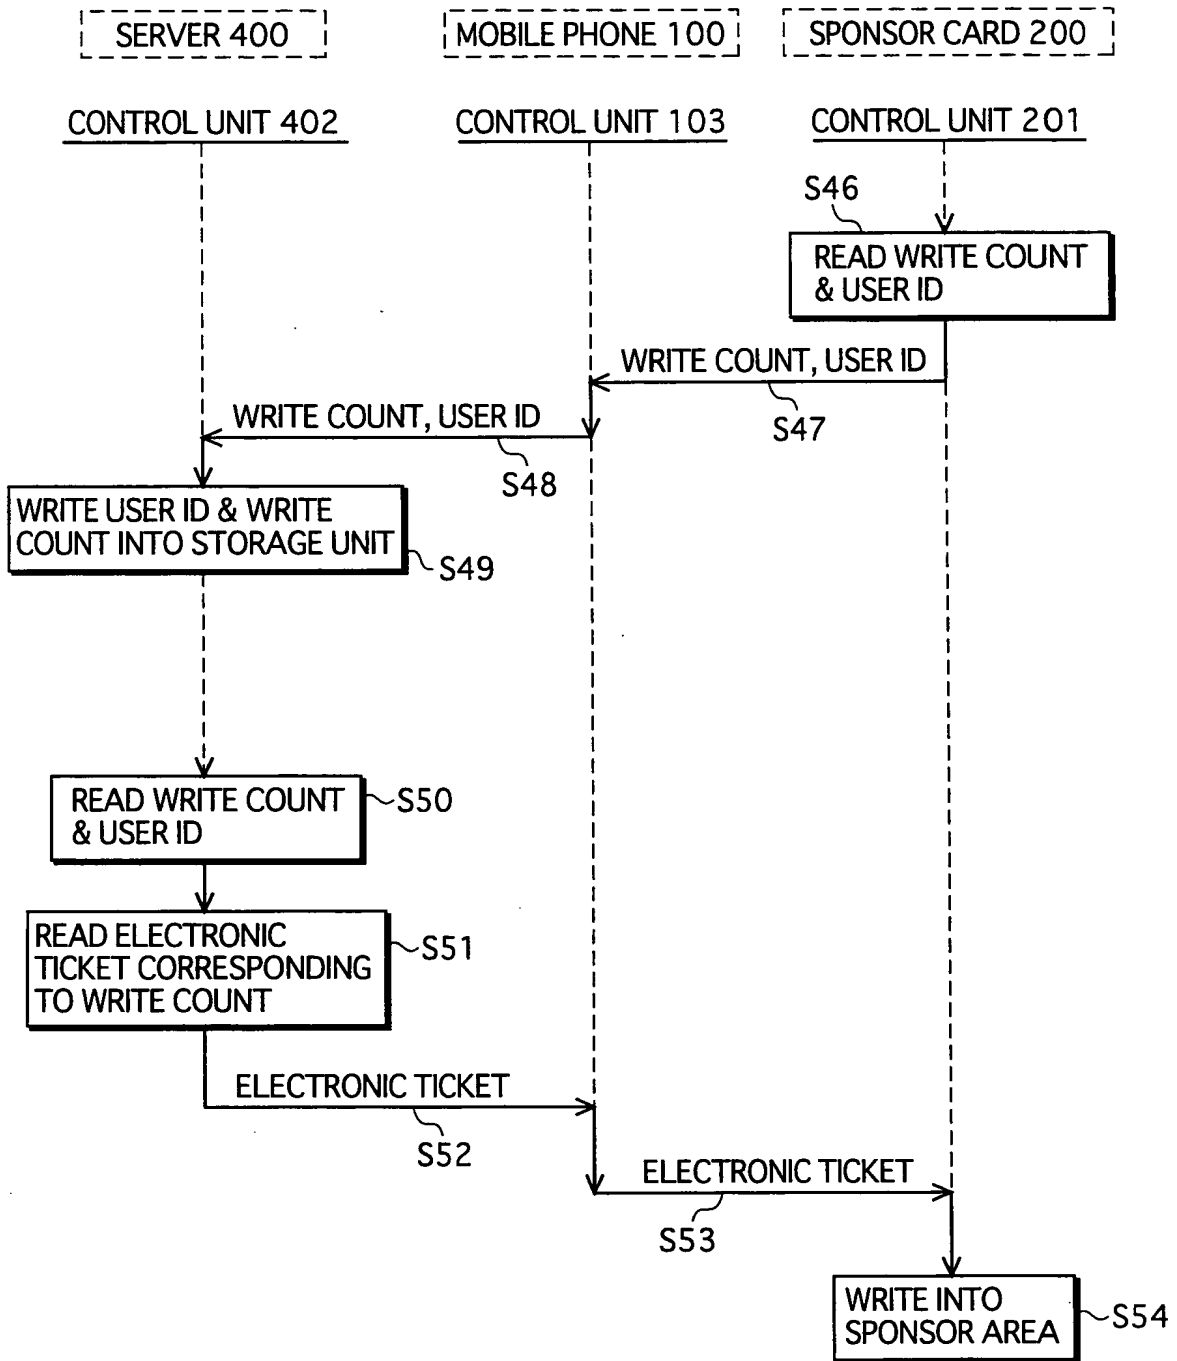 SERVER 400
MOBILE PHONE 100
SPONSOR CARD 200
CONTROL UNIT 402
CONTROL UNIT 103
CONTROL UNIT 201
S46
READ WRITE COUNT
& USER ID
WRITE COUNT, USER ID
S47
WRITE COUNT, USER ID
S48
WRITE USER ID & WRITE
COUNT INTO STORAGE UNIT
S49
READ WRITE COUNT
& USER ID
S50
READ ELECTRONIC
TICKET CORRESPONDING
TO WRITE COUNT
S51
ELECTRONIC TICKET
S52
ELECTRONIC TICKET
S53
WRITE INTO
SPONSOR AREA
S54